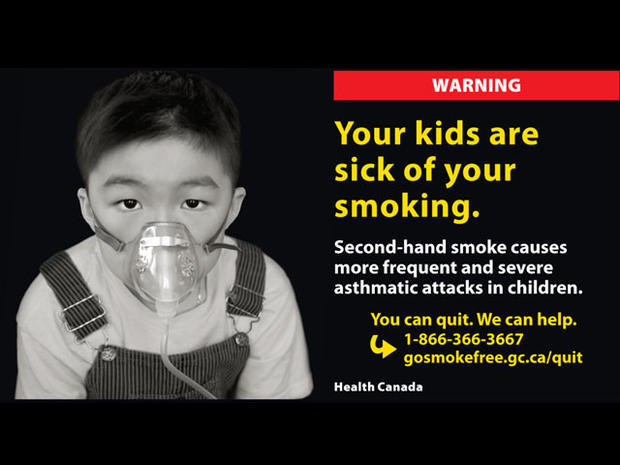 WARNING
Your kids are
sick of your
smoking.
Second-hand smoke causes
more frequent and severe
asthmatic attacks in children.
You can quit. We can help.
1-866-366-3667
gosmokefree.gc.ca/quit
Health Canada